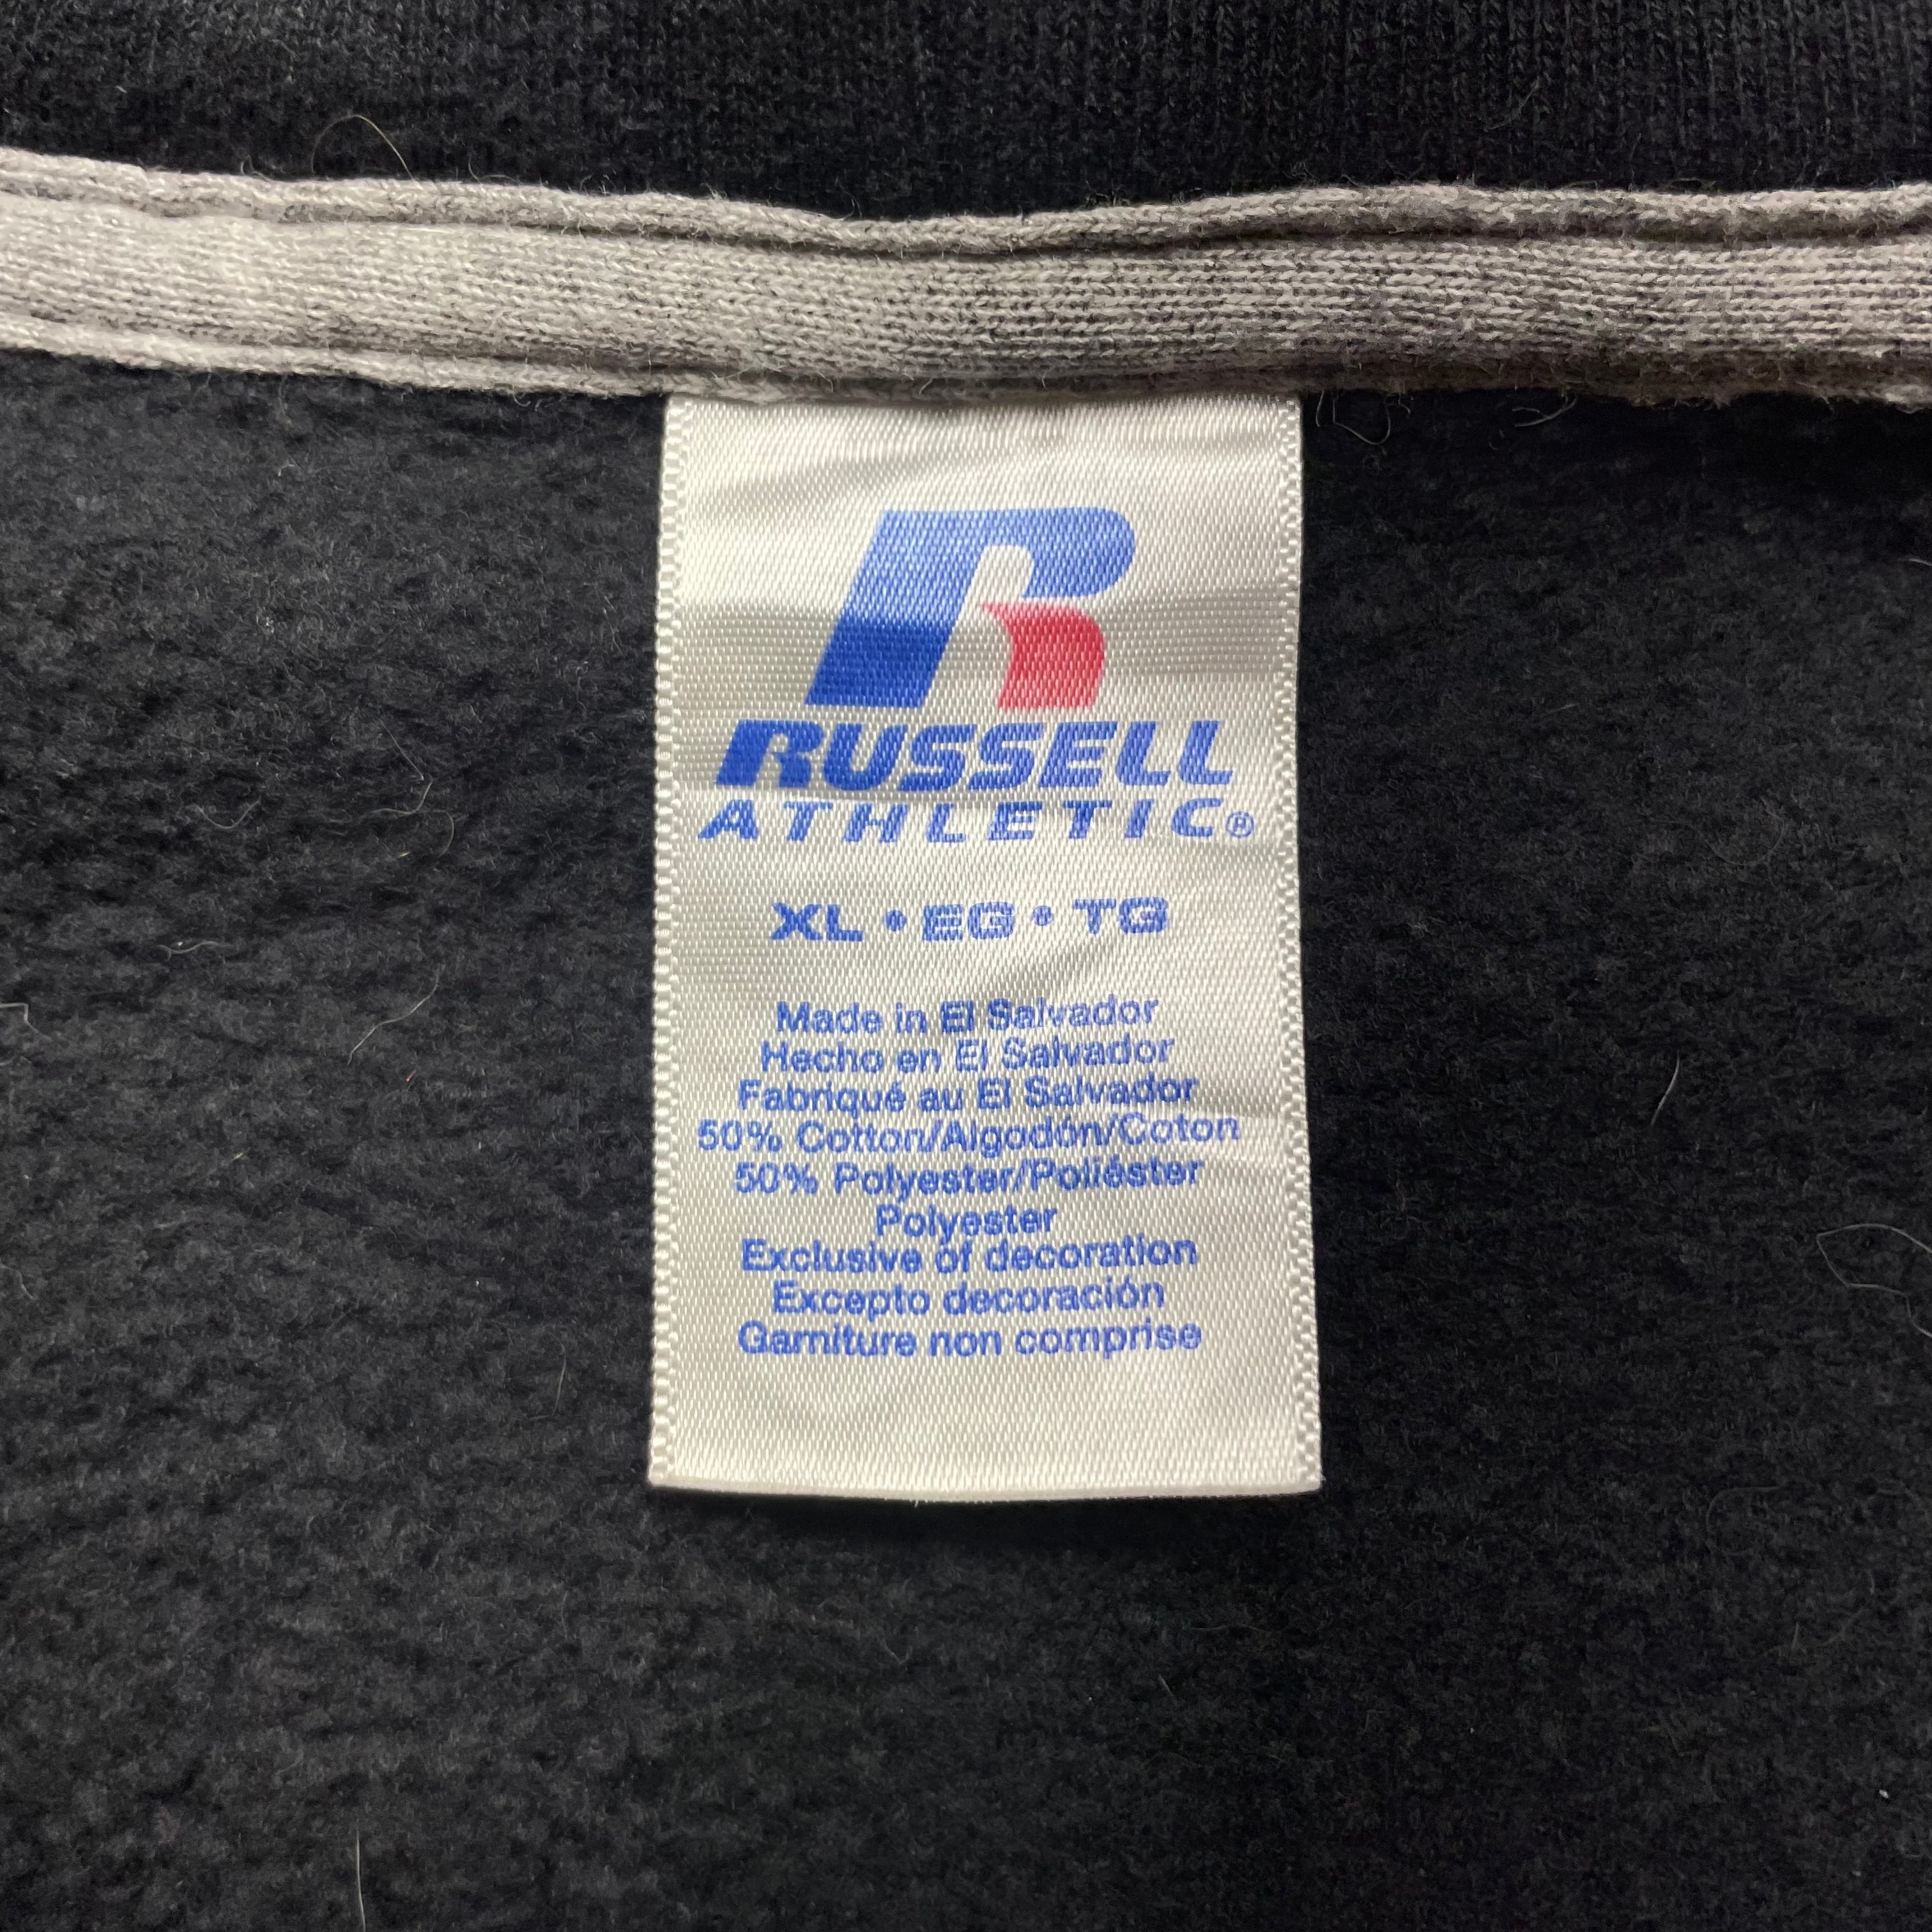 R
RUSSELL
ATHLETIC®
XL • EG • TG
Made in El Salvador
Hecho en El Salvador
Fabriqué au El Salvador
50% Cotton/Algodón/Coton
50% Polyester/Poliéster
Polyester
Exclusive of decoration
Excepto decoración
Garniture non comprise